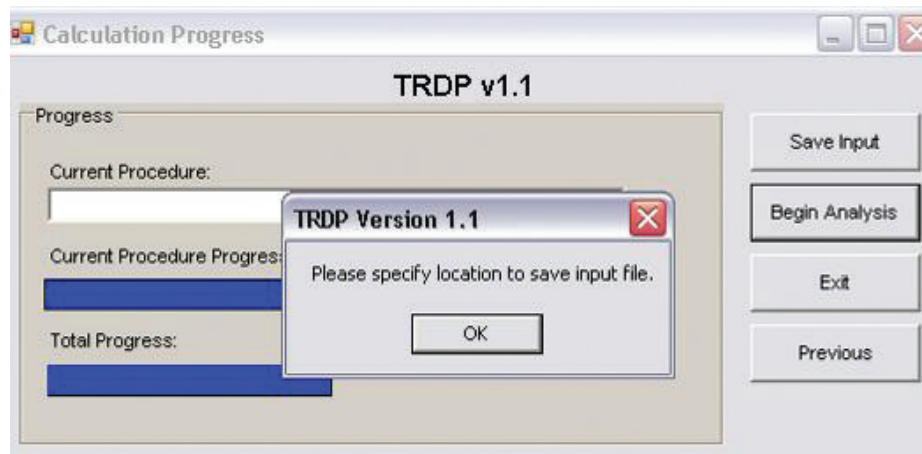 Calculation Progress
TRDP v1.1
Progress
Current Procedure:
Current Procedure Progres
Total Progress:
TRDP Version 1.1
Please specify location to save input file.
OK
Save Input
Begin Analysis
Exit
Previous